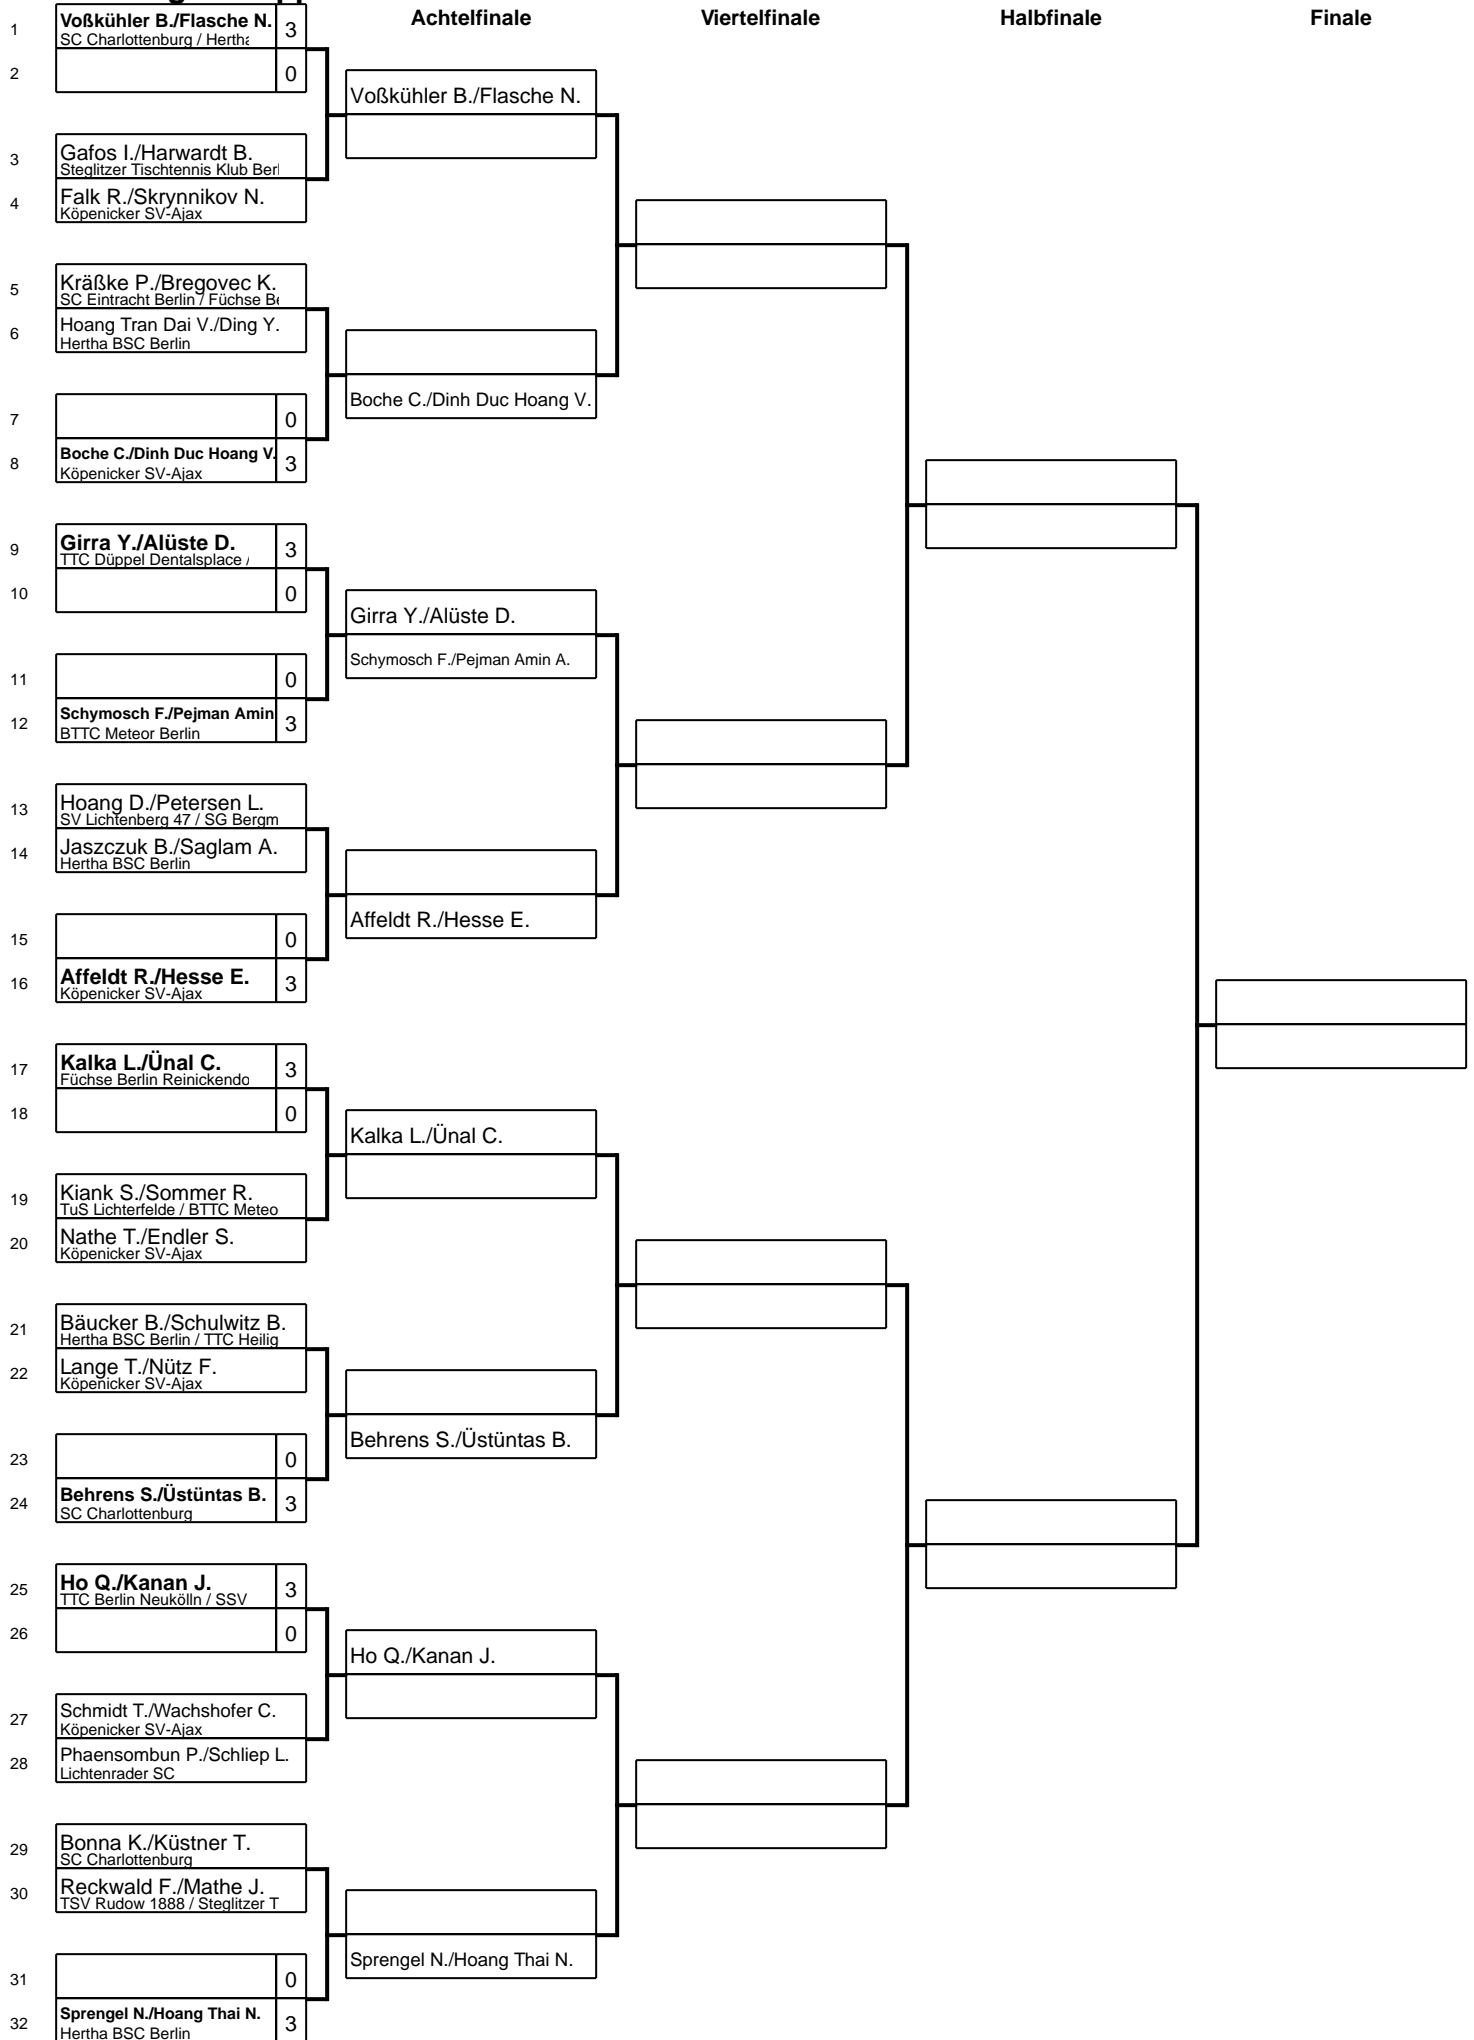 Achtelfinale Viertelfinale Halbfinale Finale
1 Voßkühler B./Flasche N. 3
SC Charlottenburg / Hertha
2 0
Voßkühler B./Flasche N.
3 Gafos I./Harwardt B.
Steglitzer Tischtennis Klub Berl
4 Falk R./Skrynnikov N.
Köpenicker SV-Ajax
5 Kräßke P./Bregovec K.
SC Eintracht Berlin / Füchse Be
6 Hoang Tran Dai V./Ding Y.
Hertha BSC Berlin
Boche C./Dinh Duc Hoang V.
7 0
8 Boche C./Dinh Duc Hoang V. 3
Köpenicker SV-Ajax
9 Girra Y./Alüste D. 3
TTC Düppel Dentalsplace /
10 0
Girra Y./Alüste D.
Schymosch F./Pejman Amin A.
11 0
12 Schymosch F./Pejman Amin 3
BTTC Meteor Berlin
13 Hoang D./Petersen L.
SV Lichtenberg 47 / SG Bergm
14 Jaszczuk B./Saglam A.
Hertha BSC Berlin
Affeldt R./Hesse E.
15 0
16 Affeldt R./Hesse E. 3
Köpenicker SV-Ajax
17 Kalka L./Ünal C. 3
Füchse Berlin Reinickendo
18 0
Kalka L./Ünal C.
19 Kiank S./Sommer R.
TuS Lichterfelde / BTTC Meteo
20 Nathe T./Endler S.
Köpenicker SV-Ajax
21 Bäucker B./Schulwitz B.
Hertha BSC Berlin / TTC Heilig
22 Lange T./Nütz F.
Köpenicker SV-Ajax
Behrens S./Üstüntas B.
23 0
24 Behrens S./Üstüntas B. 3
SC Charlottenburg
25 Ho Q./Kanan J. 3
TTC Berlin Neukölln / SSV
26 0
Ho Q./Kanan J.
27 Schmidt T./Wachshofer C.
Köpenicker SV-Ajax
28 Phaensombun P./Schliep L.
Lichtenrader SC
29 Bonna K./Küstner T.
SC Charlottenburg
30 Reckwald F./Mathe J.
TSV Rudow 1888 / Steglitzer T
Sprengel N./Hoang Thai N.
31 0
32 Sprengel N./Hoang Thai N. 3
Hertha BSC Berlin